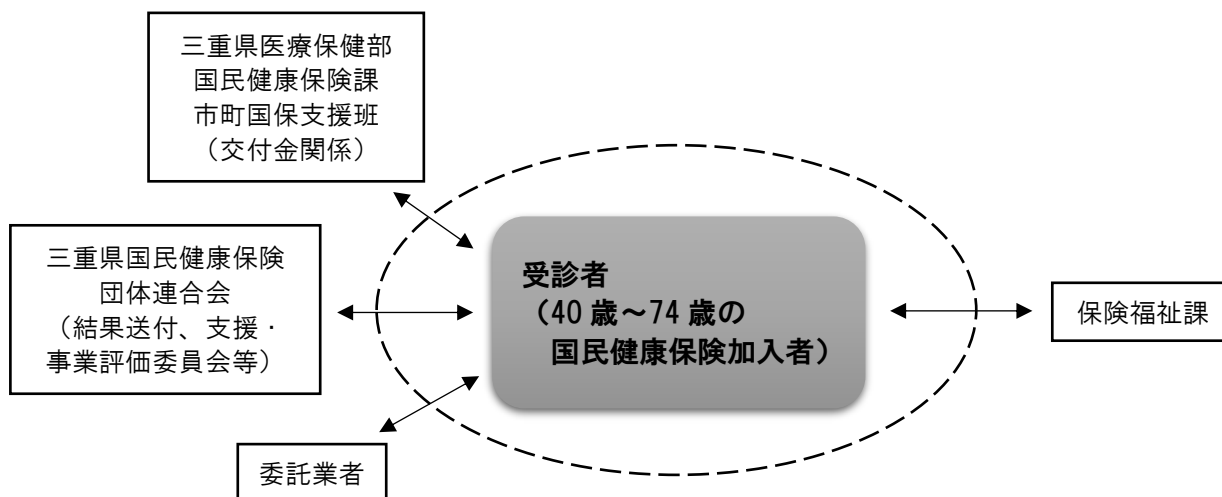 三重県医療保健部
国民健康保険課
市町国保支援班
（交付金関係）
三重県国民健康保険
団体連合会
（結果送付、支援・
事業評価委員会等）
委託業者
受診者
（40 歳～74 歳の
国民健康保険加入者）
保険福祉課